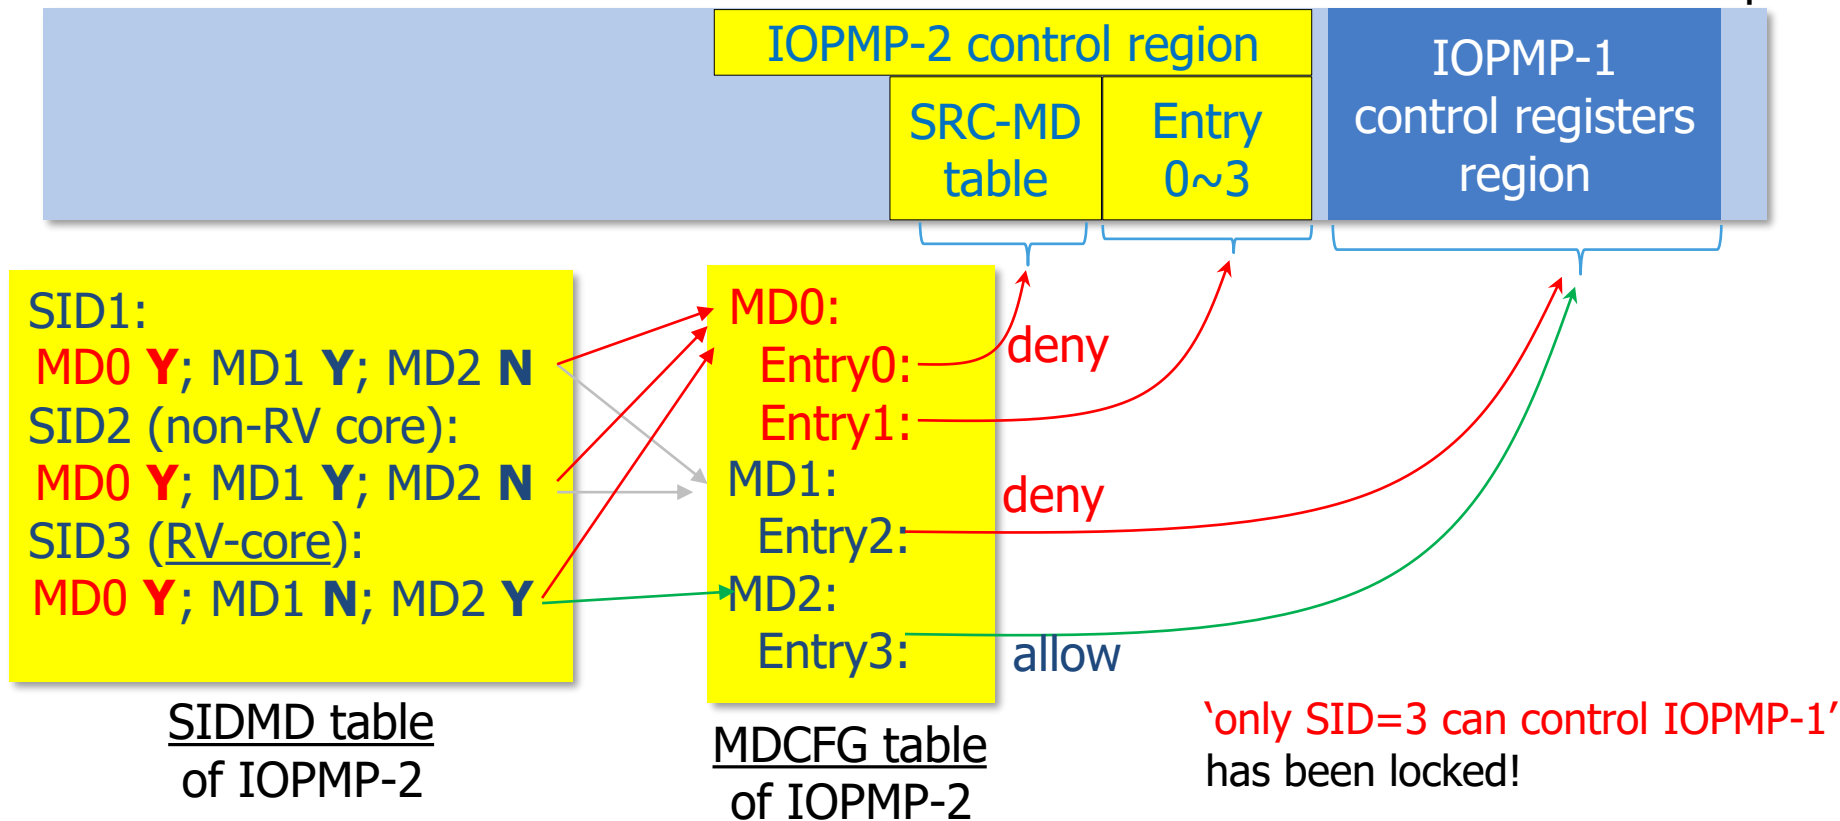 IOPMP-2 control region
SRC-MD
table
Entry
0~3
IOPMP-1
control registers
region
SID1:
MD0 Y; MD1 Y; MD2 N
SID2 (non-RV core):
MD0 Y; MD1 Y; MD2 N
SID3 (RV-core):
MD0 Y; MD1 N; MD2 Y
SIDMD table
of IOPMP-2
MD0:
Entry0:
Entry1:
MD1:
Entry2:
MD2:
Entry3:
MDCFG table
of IOPMP-2
deny
deny
allow
‘only SID=3 can control IOPMP-1’
has been locked!